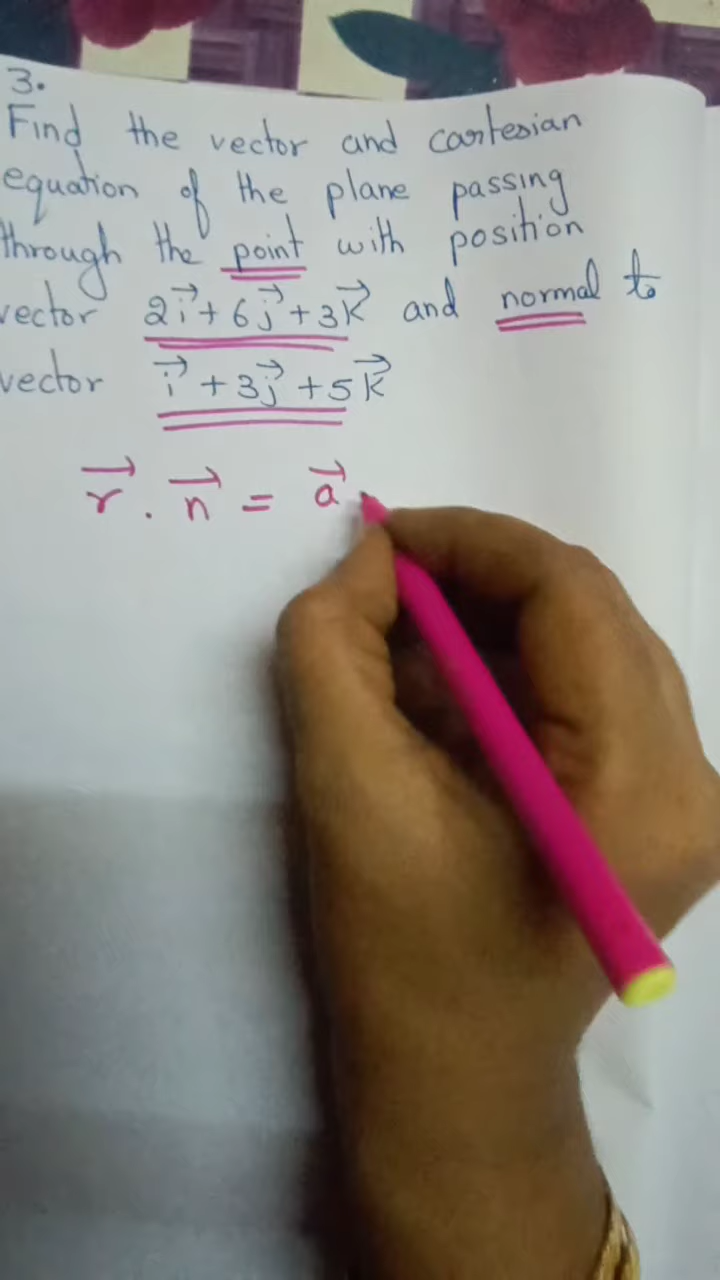 3.
Find the vector and cartesian
equation of the plane passing
through the point with position
vector 2i⃗ + 6j⃗ + 3k⃗ and normal to
vector i⃗ + 3j⃗ + 5k⃗
r⃗ . n⃗ = a⃗